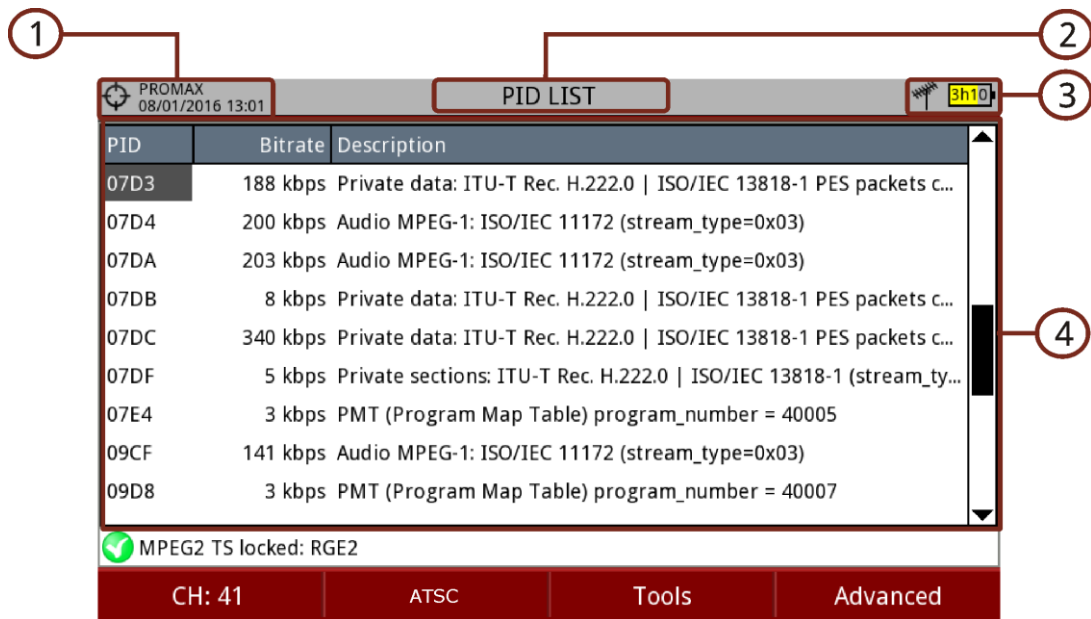 1
2
3
4
PROMAX
08/01/2016 13:01
PID LIST
3h10
PID Bitrate Description
07D3 188 kbps Private data: ITU-T Rec. H.222.0 | ISO/IEC 13818-1 PES packets c...
07D4 200 kbps Audio MPEG-1: ISO/IEC 11172 (stream_type=0x03)
07DA 203 kbps Audio MPEG-1: ISO/IEC 11172 (stream_type=0x03)
07DB 8 kbps Private data: ITU-T Rec. H.222.0 | ISO/IEC 13818-1 PES packets c...
07DC 340 kbps Private data: ITU-T Rec. H.222.0 | ISO/IEC 13818-1 PES packets c...
07DF 5 kbps Private sections: ITU-T Rec. H.222.0 | ISO/IEC 13818-1 (stream_ty...
07E4 3 kbps PMT (Program Map Table) program_number = 40005
09CF 141 kbps Audio MPEG-1: ISO/IEC 11172 (stream_type=0x03)
09D8 3 kbps PMT (Program Map Table) program_number = 40007
MPEG2 TS locked: RGE2
CH: 41 ATSC Tools Advanced